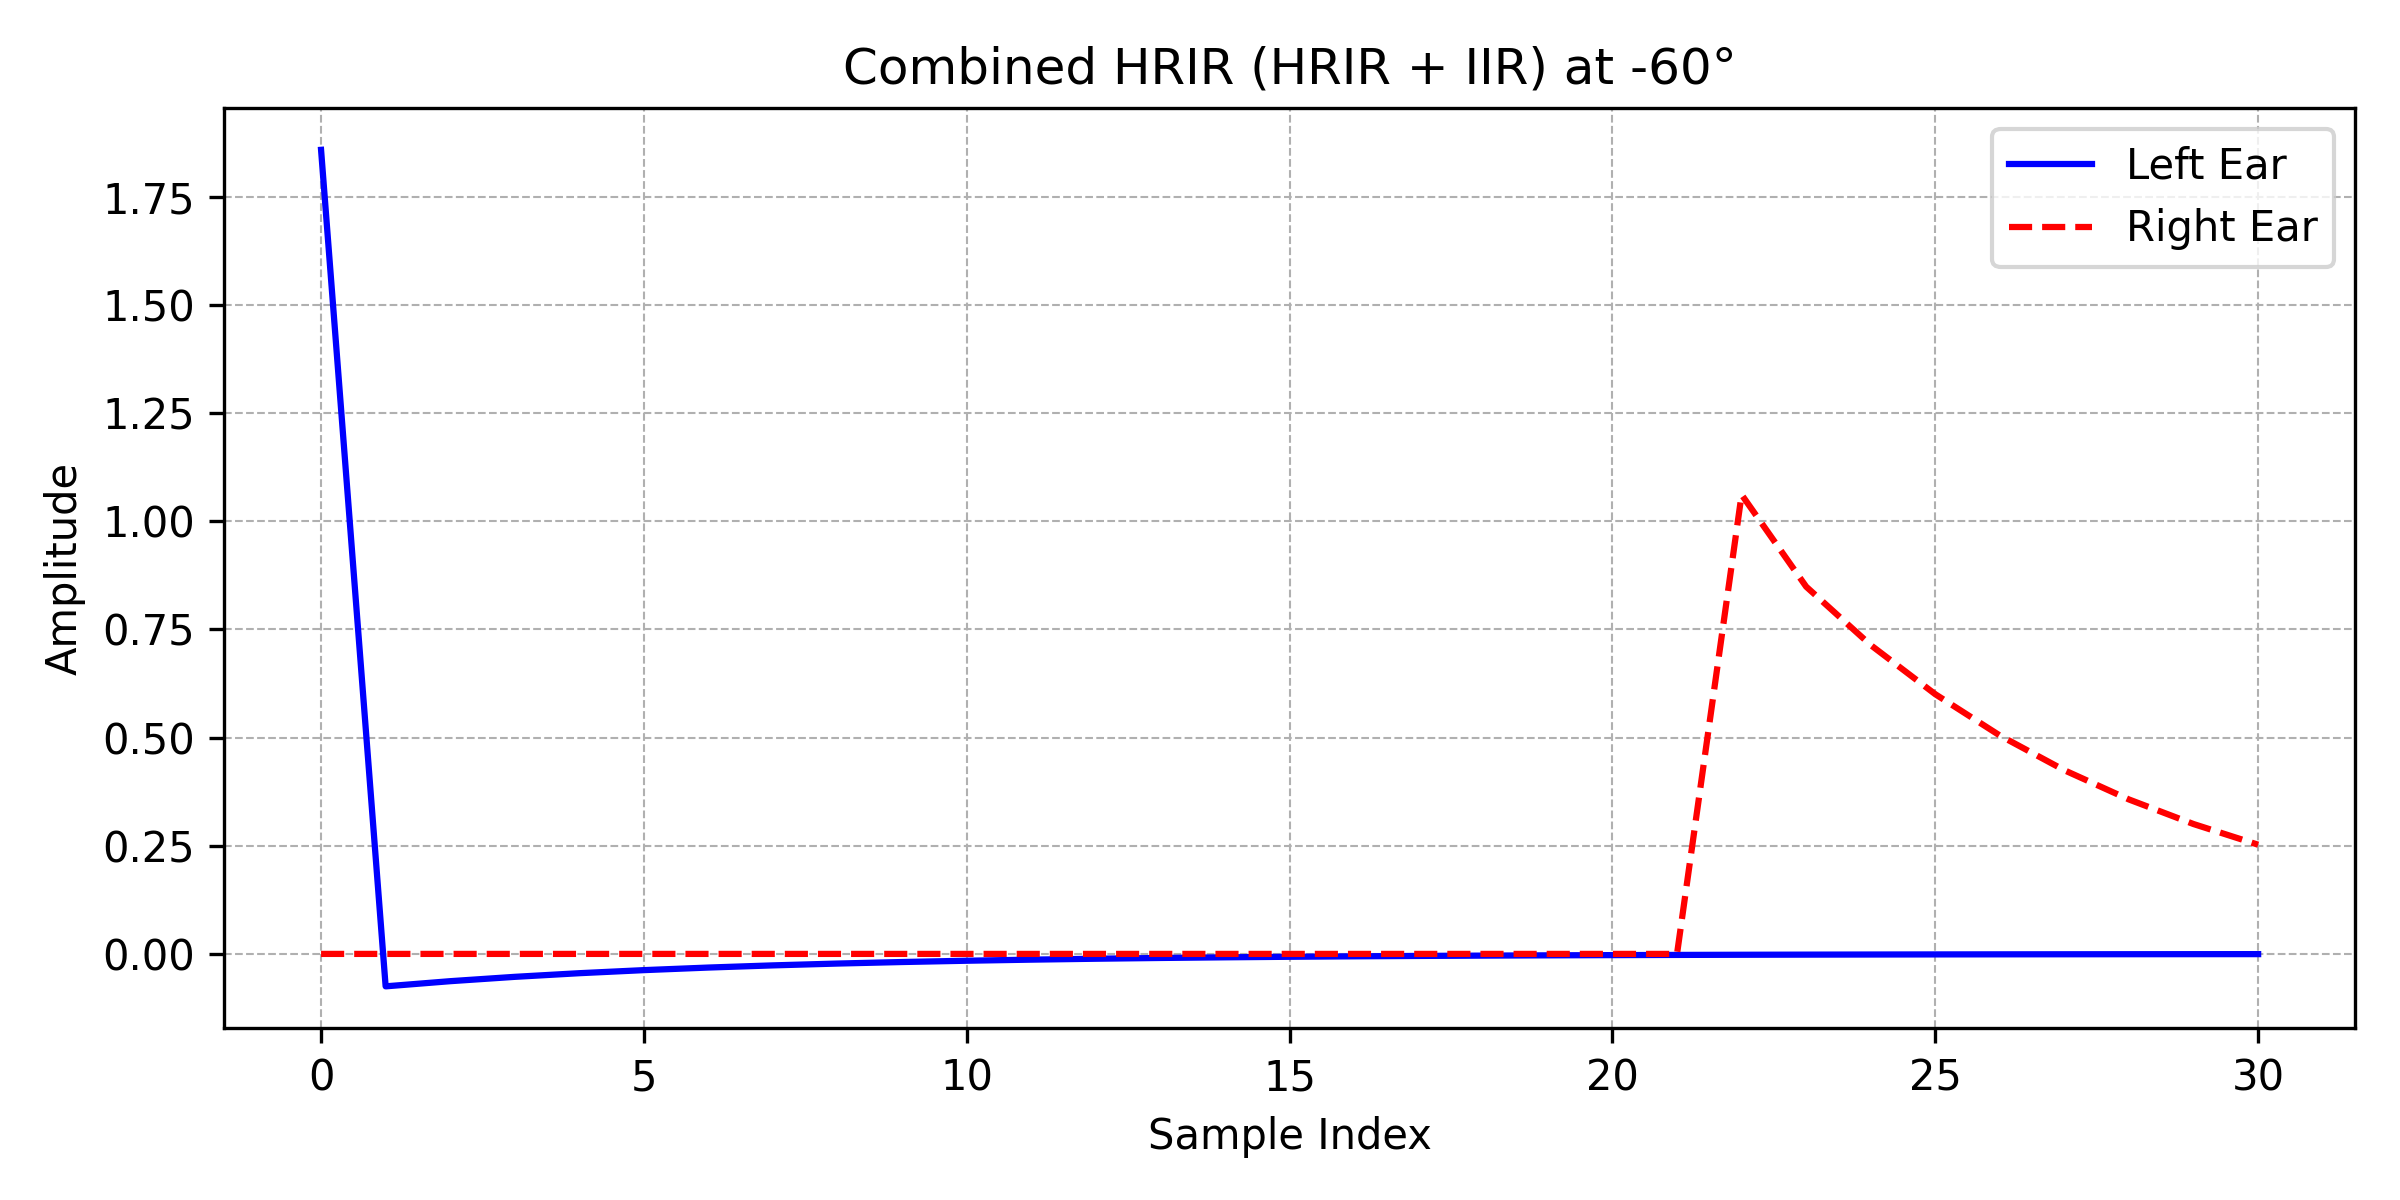 Combined HRIR (HRIR + IIR) at -60°
Left Ear
Right Ear
Amplitude
1.75
1.50
1.25
1.00
0.75
0.50
0.25
0.00
0 5 10 15 20 25 30
Sample Index